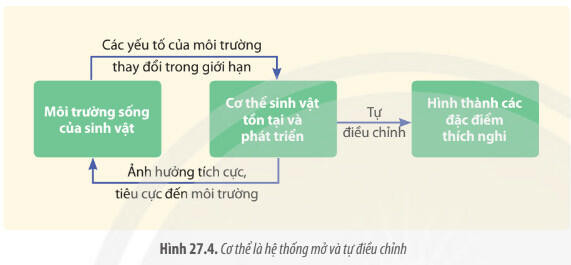 Các yếu tố của môi trường
thay đổi trong giới hạn
Môi trường sống
của sinh vật
Cơ thể sinh vật
tồn tại và
phát triển
Tự
điều chỉnh
Hình thành các
đặc điểm
thích nghi
Ảnh hưởng tích cực,
tiêu cực đến môi trường
Hình 27.4. Cơ thể là hệ thống mở và tự điều chỉnh